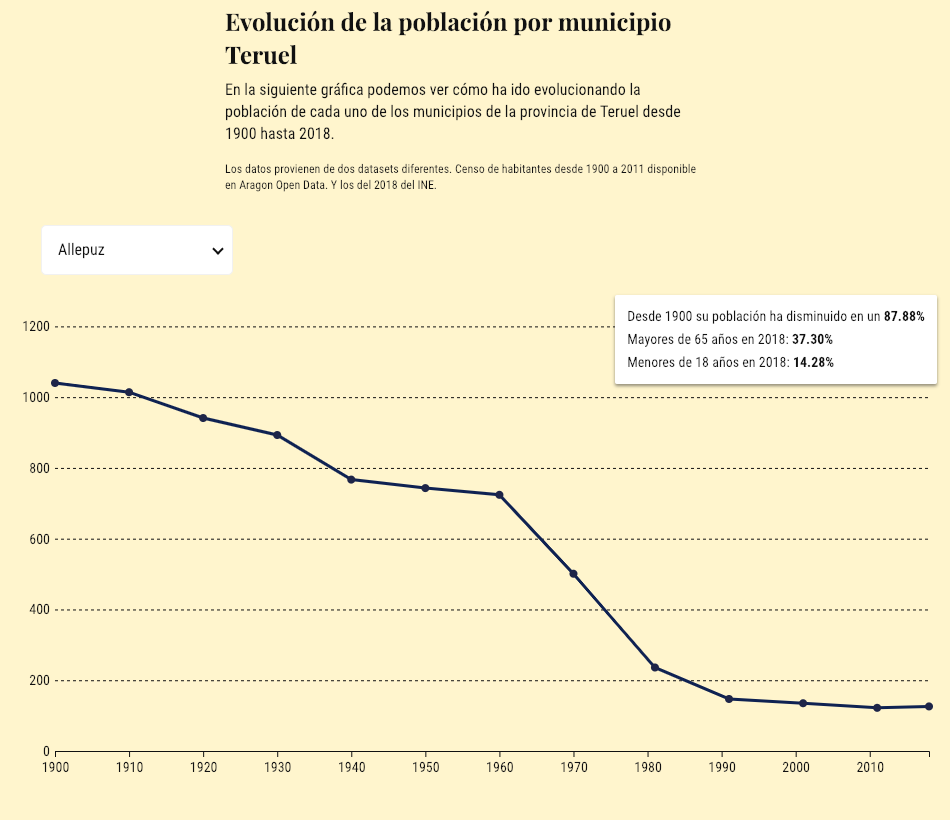 Evolución de la población por municipio
Teruel
En la siguiente gráfica podemos ver cómo ha ido evolucionando la
población de cada uno de los municipios de la provincia de Teruel desde
1900 hasta 2018.
Los datos provienen de dos datasets diferentes. Censo de habitantes desde 1900 a 2011 disponible
en Aragon Open Data. Y los del 2018 del INE.
Allepuz
Desde 1900 su población ha disminuido en un 87.88%
Mayores de 65 años en 2018: 37.30%
Menores de 18 años en 2018: 14.28%
1200
1000
800
600
400
200
0
1900 1910 1920 1930 1940 1950 1960 1970 1980 1990 2000 2010